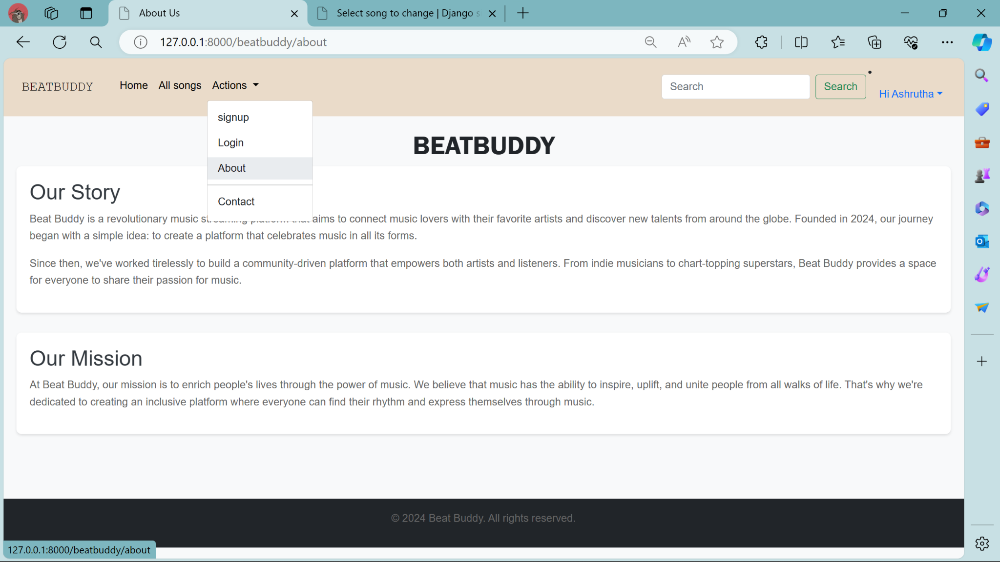 About Us
Select song to change | Django s
127.0.0.1:8000/beatbuddy/about
BEATBUDDY
Home
All songs
Actions
Search
Search
Hi Ashrutha
signup
Login
About
Contact
BEATBUDDY
Our Story
Beat Buddy is a revolutionary music streaming platform that aims to connect music lovers with their favorite artists and discover new talents from around the globe. Founded in 2024, our journey
began with a simple idea: to create a platform that celebrates music in all its forms.
Since then, we've worked tirelessly to build a community-driven platform that empowers both artists and listeners. From indie musicians to chart-topping superstars, Beat Buddy provides a space
for everyone to share their passion for music.
Our Mission
At Beat Buddy, our mission is to enrich people's lives through the power of music. We believe that music has the ability to inspire, uplift, and unite people from all walks of life. That's why we're
dedicated to creating an inclusive platform where everyone can find their rhythm and express themselves through music.
© 2024 Beat Buddy. All rights reserved.
127.0.0.1:8000/beatbuddy/about